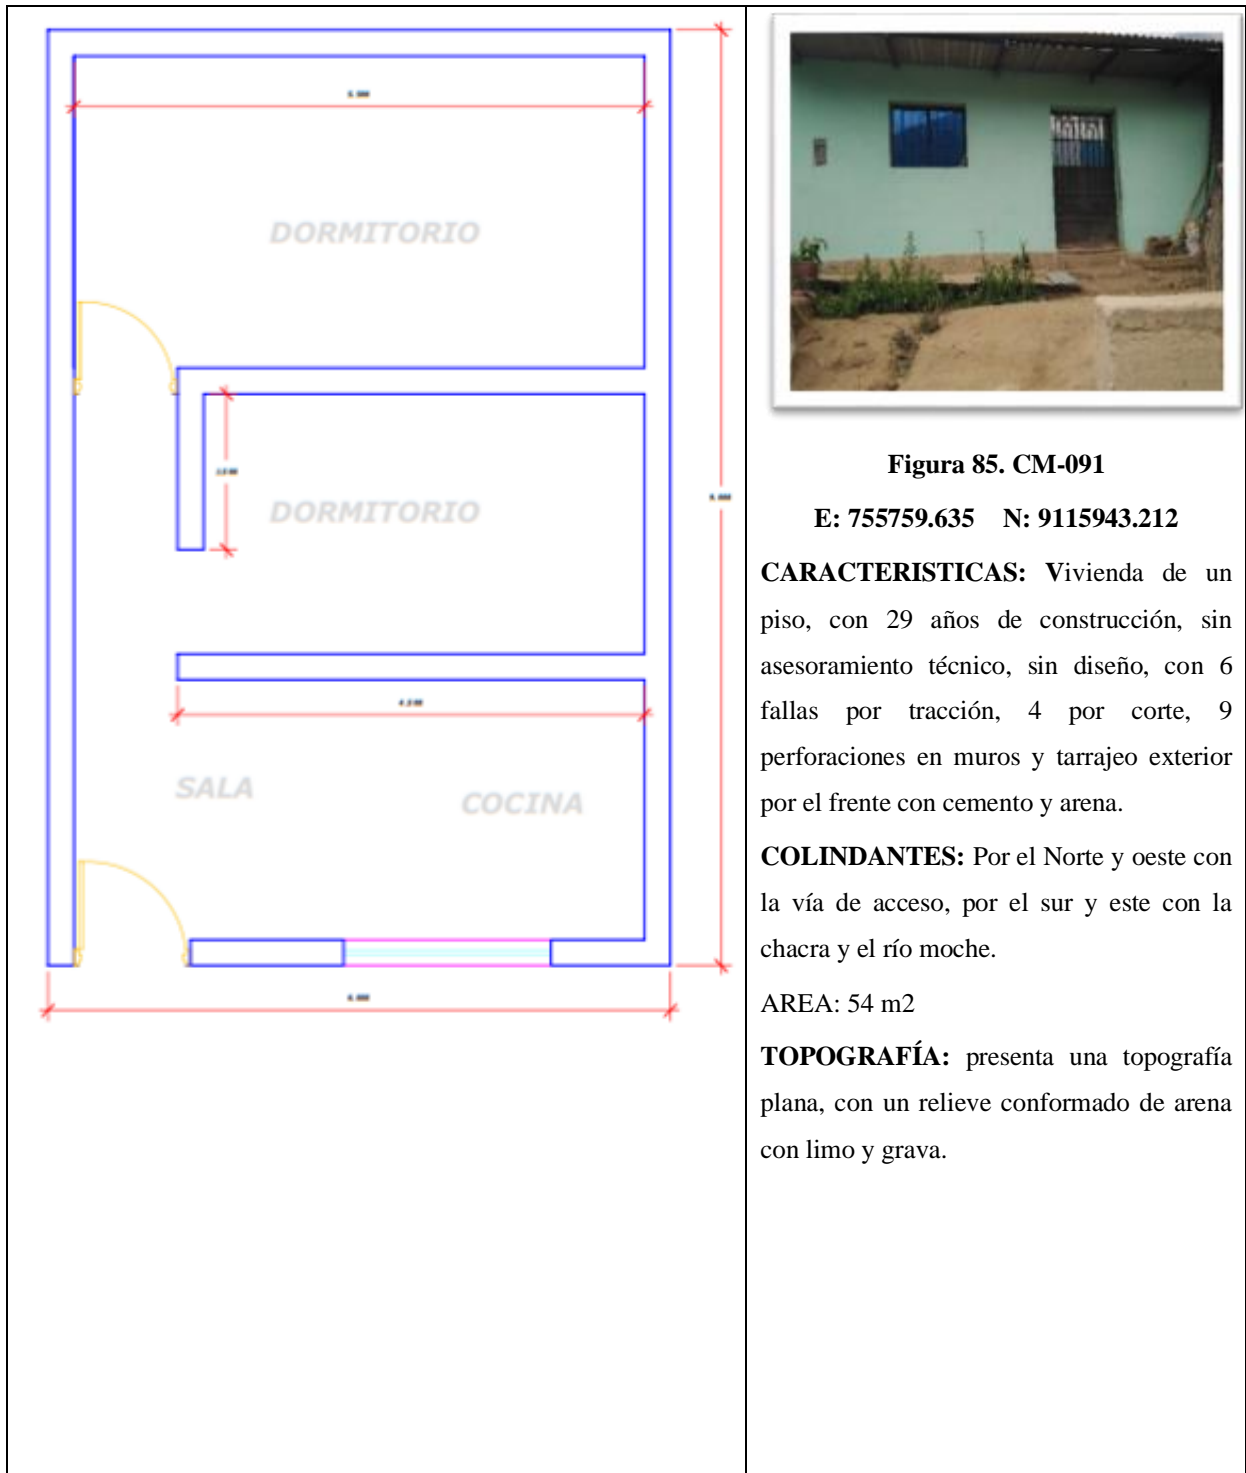 DORMITORIO
DORMITORIO
SALA
COCINA
Figura 85. CM-091
E: 755759.635 N: 9115943.212
CARACTERISTICAS: Vivienda de un
piso, con 29 años de construcción, sin
asesoramiento técnico, sin diseño, con 6
fallas por tracción, 4 por corte, 9
perforaciones en muros y tarrajeo exterior
por el frente con cemento y arena.
COLINDANTES: Por el Norte y oeste con
la vía de acceso, por el sur y este con la
chacra y el río moche.
AREA: 54 m2
TOPOGRAFÍA: presenta una topografía
plana, con un relieve conformado de arena
con limo y grava.